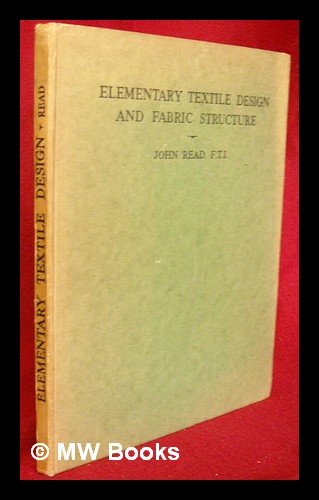 ELEMENTARY TEXTILE DESIGN
AND FABRIC STRUCTURE
JOHN READ F.T.I.
ELEMENTARY TEXTILE DESIGN · READ
© MW Books